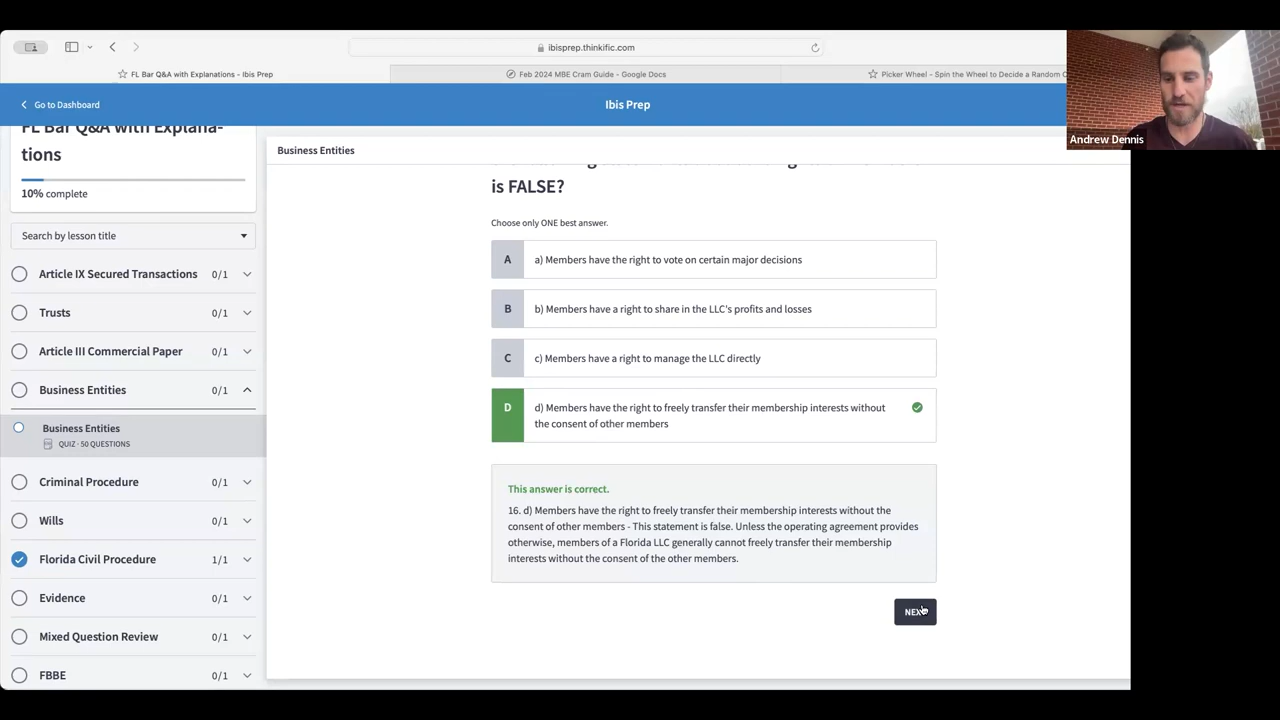 ibisprep.thinkific.com
FL Bar Q&A with Explanations - Ibis Prep
Feb 2024 MBE Cram Guide - Google Docs
Picker Wheel - Spin the Wheel to Decide a Random
Go to Dashboard
Ibis Prep
Andrew Dennis
FL Bar Q&A with Explana-
tions
10% complete
Search by lesson title
Article IX Secured Transactions 0/1
Trusts 0/1
Article III Commercial Paper 0/1
Business Entities 0/1
Business Entities
QUIZ · 50 QUESTIONS
Criminal Procedure 0/1
Wills 0/1
Florida Civil Procedure 1/1
Evidence 0/1
Mixed Question Review 0/1
FBBE 0/1
Business Entities
is FALSE?
Choose only ONE best answer.
A a) Members have the right to vote on certain major decisions
B b) Members have a right to share in the LLC's profits and losses
C c) Members have a right to manage the LLC directly
D d) Members have the right to freely transfer their membership interests without
the consent of other members
This answer is correct.
16. d) Members have the right to freely transfer their membership interests without the
consent of other members - This statement is false. Unless the operating agreement provides
otherwise, members of a Florida LLC generally cannot freely transfer their membership
interests without the consent of the other members.
NEXT